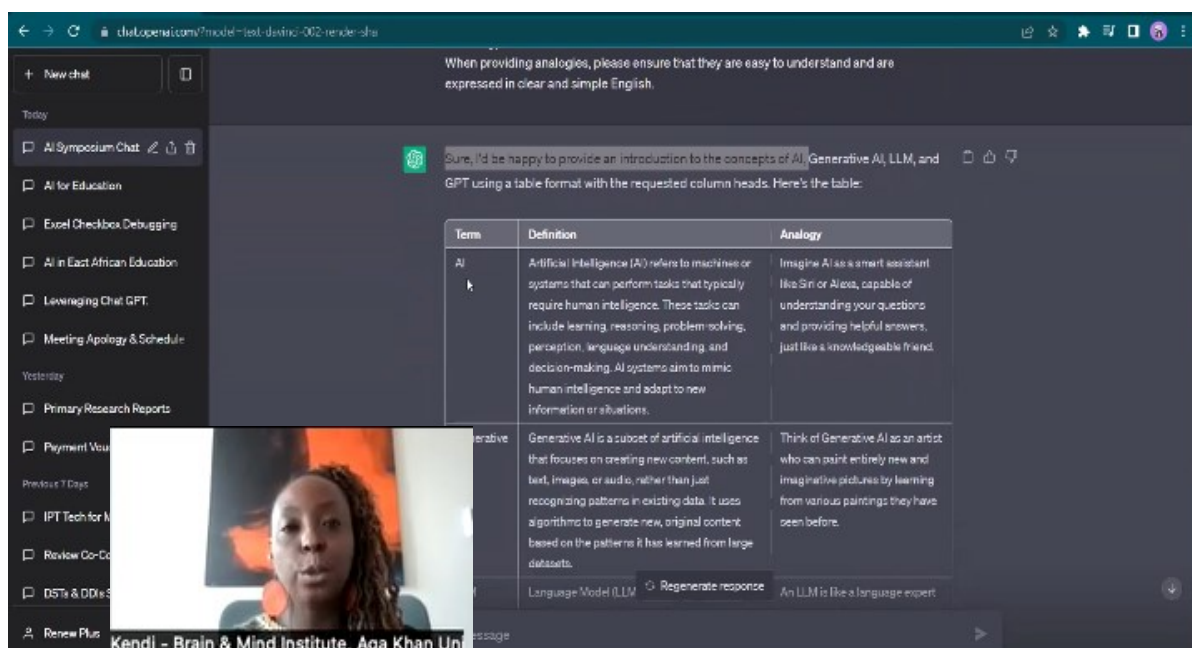 chat.openai.com/?model=text-davinci-002-render-sha
+ New chat
Today
AI Symposium Chat
AI for Education
Excel Checkbox Debugging
AI in East African Education
Leveraging Chat GPT.
Meeting Apology & Schedule
Yesterday
Primary Research Reports
Payment Vou
Previous 7 Days
IPT Tech for M
Review Co-Co
DSTs & DDIs S
Renew Plus
When providing analogies, please ensure that they are easy to understand and are
expressed in clear and simple English.
Sure, I'd be happy to provide an introduction to the concepts of AI, Generative AI, LLM, and
GPT using a table format with the requested column heads. Here's the table:
Term
Definition
Analogy
AI
Artificial Intelligence (AI) refers to machines or
systems that can perform tasks that typically
require human intelligence. These tasks can
include learning, reasoning, problem-solving,
perception, language understanding, and
decision-making. AI systems aim to mimic
human intelligence and adapt to new
information or situations.
Imagine AI as a smart assistant
like Siri or Alexa, capable of
understanding your questions
and providing helpful answers,
just like a knowledgeable friend.
erative
Generative AI is a subset of artificial intelligence
that focuses on creating new content, such as
text, images, or audio, rather than just
recognizing patterns in existing data. It uses
algorithms to generate new, original content
based on the patterns it has learned from large
datasets.
Think of Generative AI as an artist
who can paint entirely new and
imaginative pictures by learning
from various paintings they have
seen before.
Language Model (LLM
An LLM is like a language expert
Regenerate response
essage
Kendi - Brain & Mind Institute, Aga Khan Uni